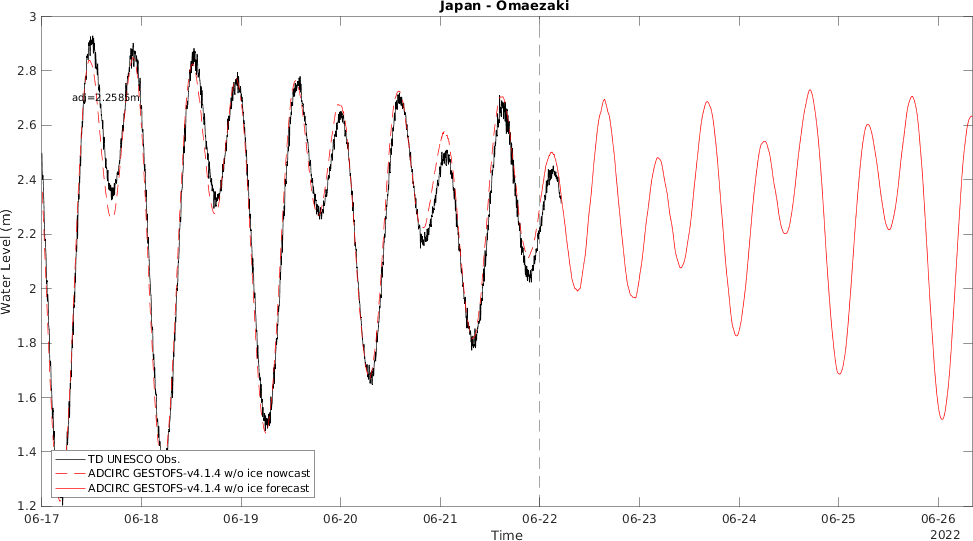 Japan - Omaezaki
3
2.8
2.6
2.4
2.2
2
1.8
1.6
1.4
1.2
Water Level (m)
adj=2.2585m
TD UNESCO Obs.
ADCIRC GESTOFS-v4.1.4 w/o ice nowcast
ADCIRC GESTOFS-v4.1.4 w/o ice forecast
06-17 06-18 06-19 06-20 06-21 06-22 06-23 06-24 06-25 06-26
Time
2022